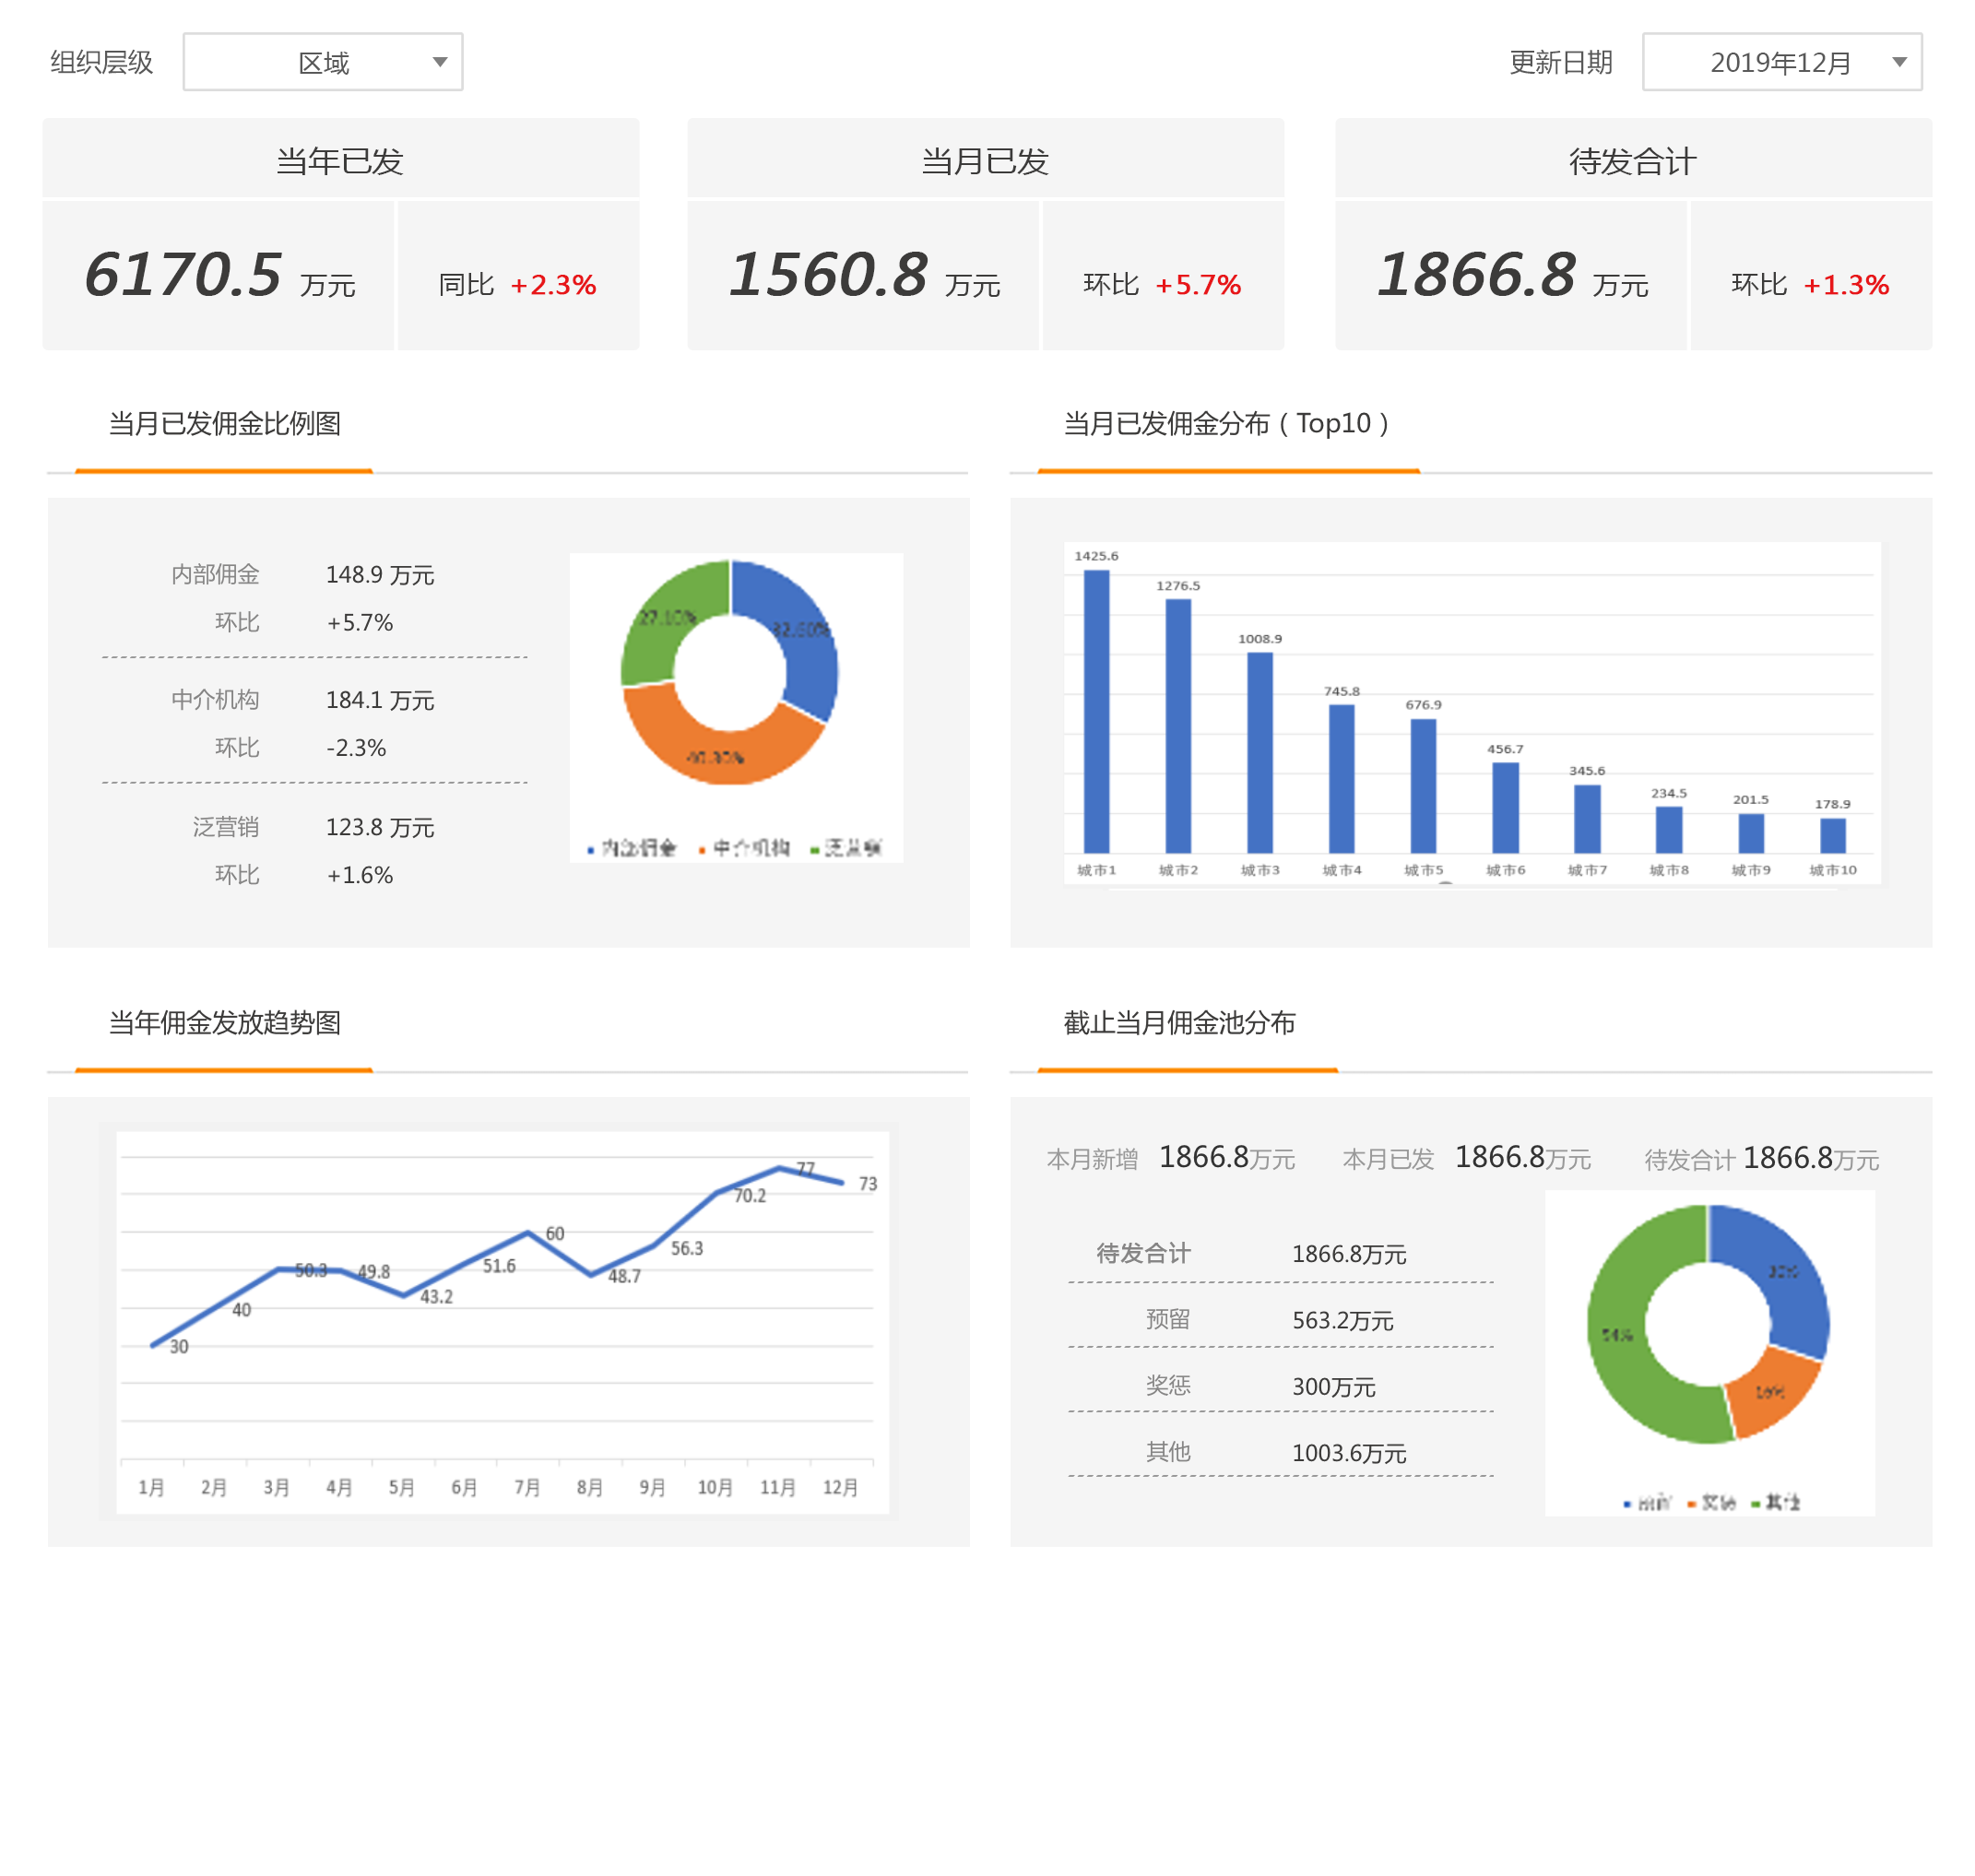 组织层级 区域 更新日期 2019年12月
当年已发 当月已发 待发合计
6170.5 万元 同比 +2.3% 1560.8 万元 环比 +5.7% 1866.8 万元 环比 +1.3%
当月已发佣金比例图
内部佣金 148.9 万元
环比 +5.7%
中介机构 184.1 万元
环比 -2.3%
泛营销 123.8 万元
环比 +1.6%
27.10%
32.60%
内部佣金 中介机构 泛营销
当月已发佣金分布（Top10）
1425.6
1276.5
1008.9
745.8
676.9
456.7
345.6
234.5
201.5
178.9
城市1 城市2 城市3 城市4 城市5 城市6 城市7 城市8 城市9 城市10
当年佣金发放趋势图
30
40
50.3
49.8
43.2
51.6
60
48.7
56.3
70.2
77
73
1月 2月 3月 4月 5月 6月 7月 8月 9月 10月 11月 12月
截止当月佣金池分布
本月新增 1866.8万元 本月已发 1866.8万元 待发合计 1866.8万元
待发合计 1866.8万元
预留 563.2万元
奖惩 300万元
其他 1003.6万元
54%
16%
其他